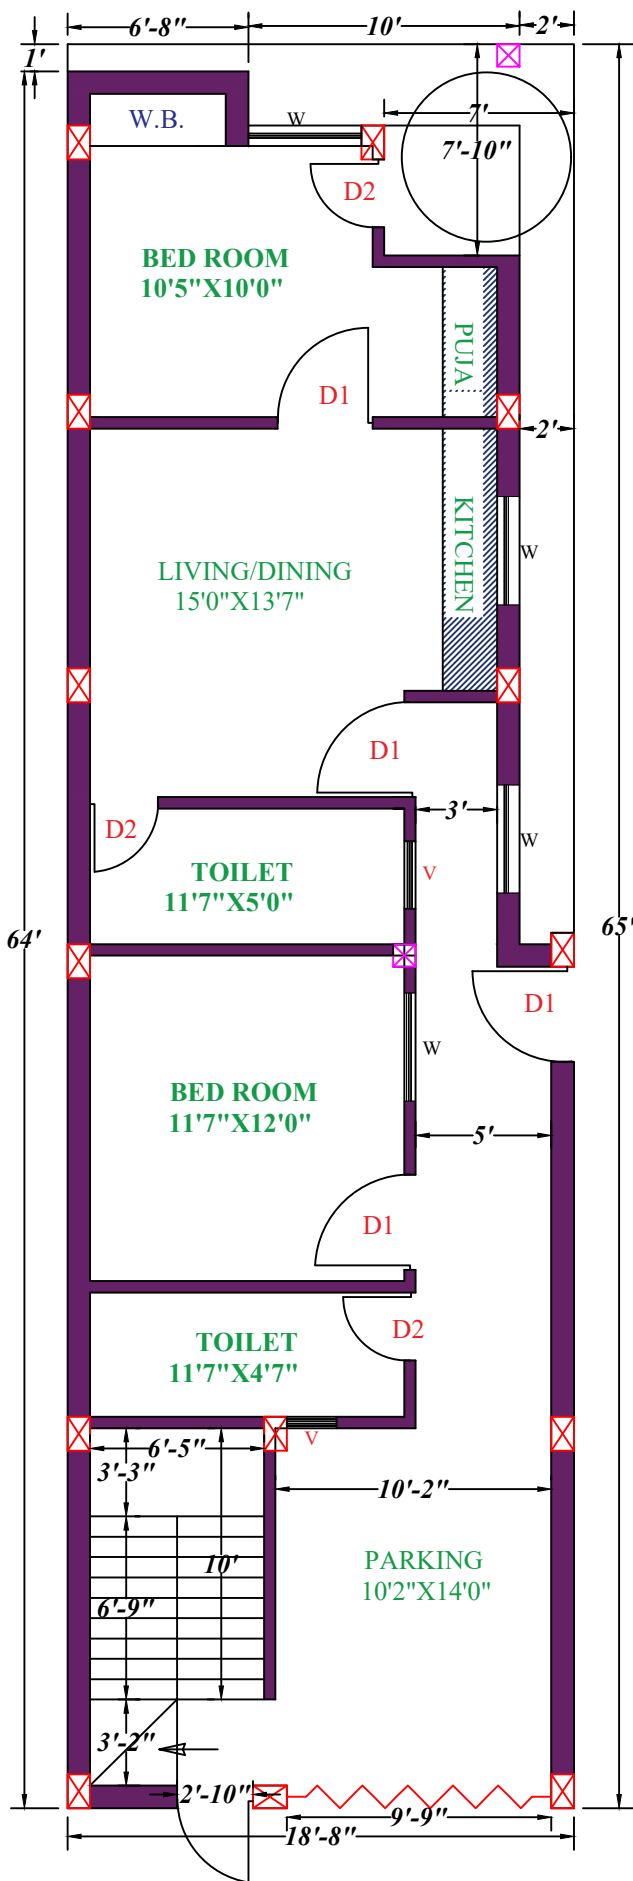 6'-8"
10'
2'
1'
W.B.
W
7'
7'-10"
D2
BED ROOM
10'5"X10'0"
PUJA
D1
2'
KITCHEN
W
LIVING/DINING
15'0"X13'7"
D1
3'
D2
W
TOILET
11'7"X5'0"
V
64'
65'
D1
W
BED ROOM
11'7"X12'0"
5'
D1
D2
TOILET
11'7"X4'7"
6'-5"
V
3'-3"
10'-2"
10'
PARKING
10'2"X14'0"
6'-9"
3'-2"
2'-10"
9'-9"
18'-8"